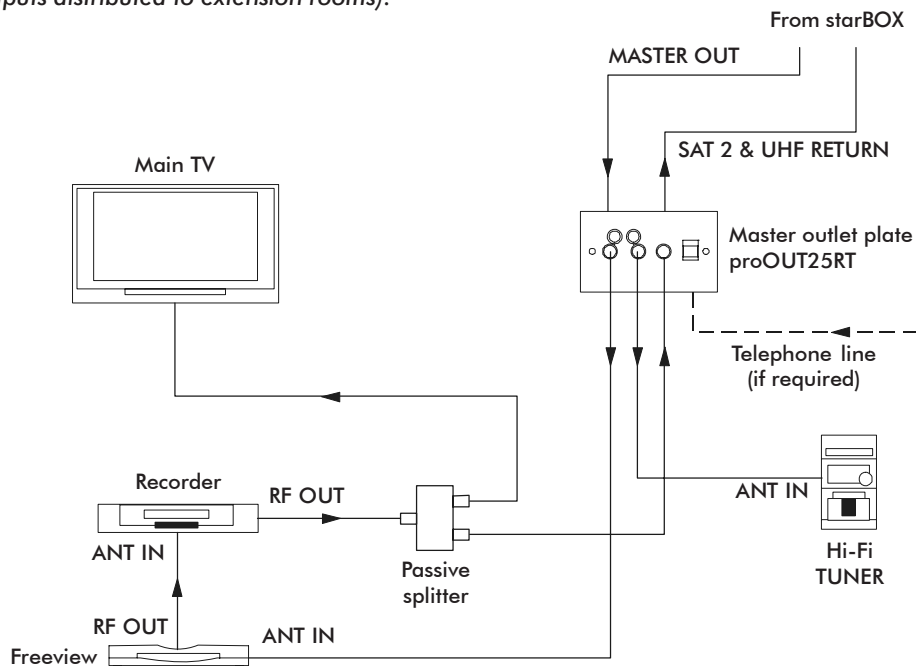 distributed to extension rooms).
From starBOX
MASTER OUT
SAT 2 & UHF RETURN
Main TV
Master outlet plate
proOUT25RT
Telephone line
(if required)
Recorder
RF OUT
ANT IN
ANT IN
Passive
splitter
Hi-Fi
TUNER
RF OUT
ANT IN
Freeview